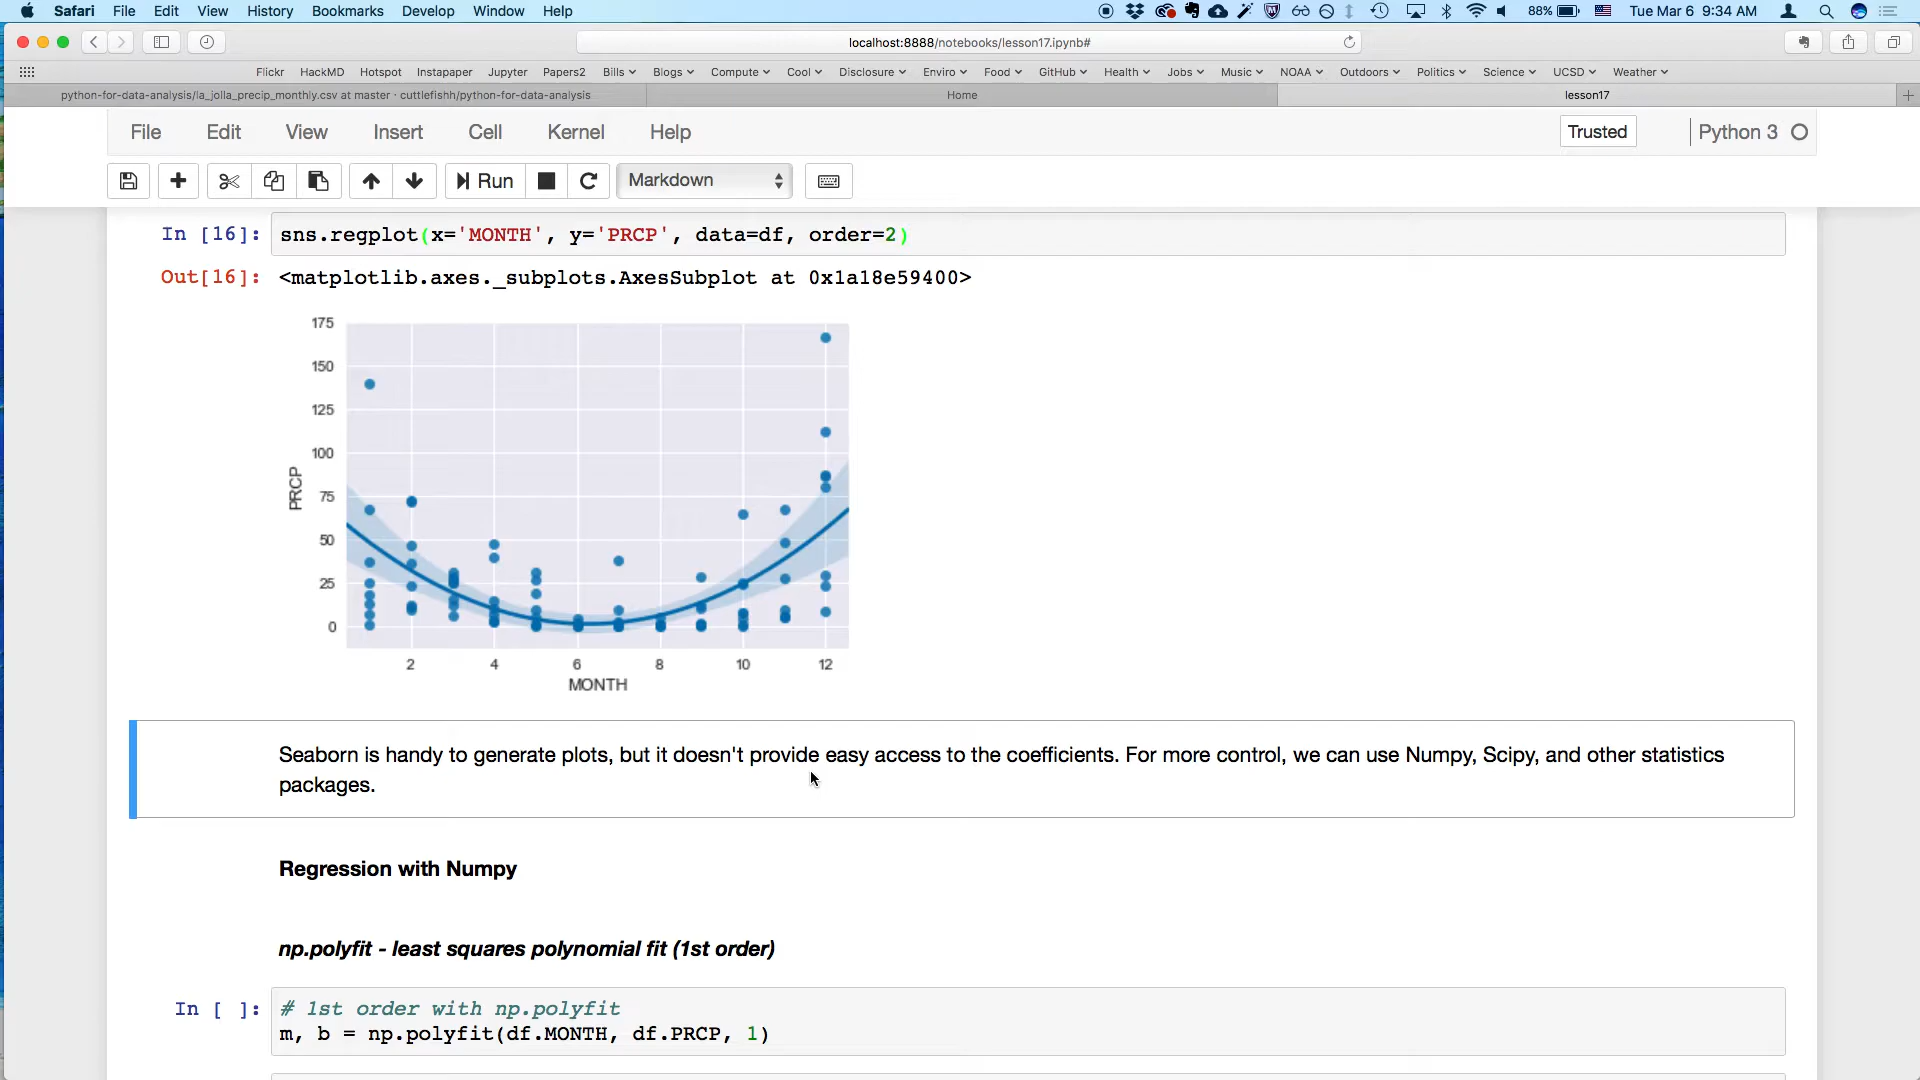 Safari File Edit View History Bookmarks Develop Window Help 88% Tue Mar 6 9:34 AM
localhost:8888/notebooks/lesson17.ipynb#
Flickr HackMD Hotspot Instapaper Jupyter Papers2 Bills Blogs Compute Cool Disclosure Enviro Food GitHub Health Jobs Music NOAA Outdoors Politics Science UCSD Weather
python-for-data-analysis/la_jolla_precip_monthly.csv at master · cuttlefishh/python-for-data-analysis Home lesson17
File Edit View Insert Cell Kernel Help Trusted Python 3
Run Markdown
In [16]: sns.regplot(x='MONTH', y='PRCP', data=df, order=2)
Out[16]: <matplotlib.axes._subplots.AxesSubplot at 0x1a18e59400>
175
150
125
100
75
50
25
0
PRCP
2 4 6 8 10 12
MONTH
Seaborn is handy to generate plots, but it doesn't provide easy access to the coefficients. For more control, we can use Numpy, Scipy, and other statistics
packages.
Regression with Numpy
np.polyfit - least squares polynomial fit (1st order)
In [ ]: # 1st order with np.polyfit
m, b = np.polyfit(df.MONTH, df.PRCP, 1)